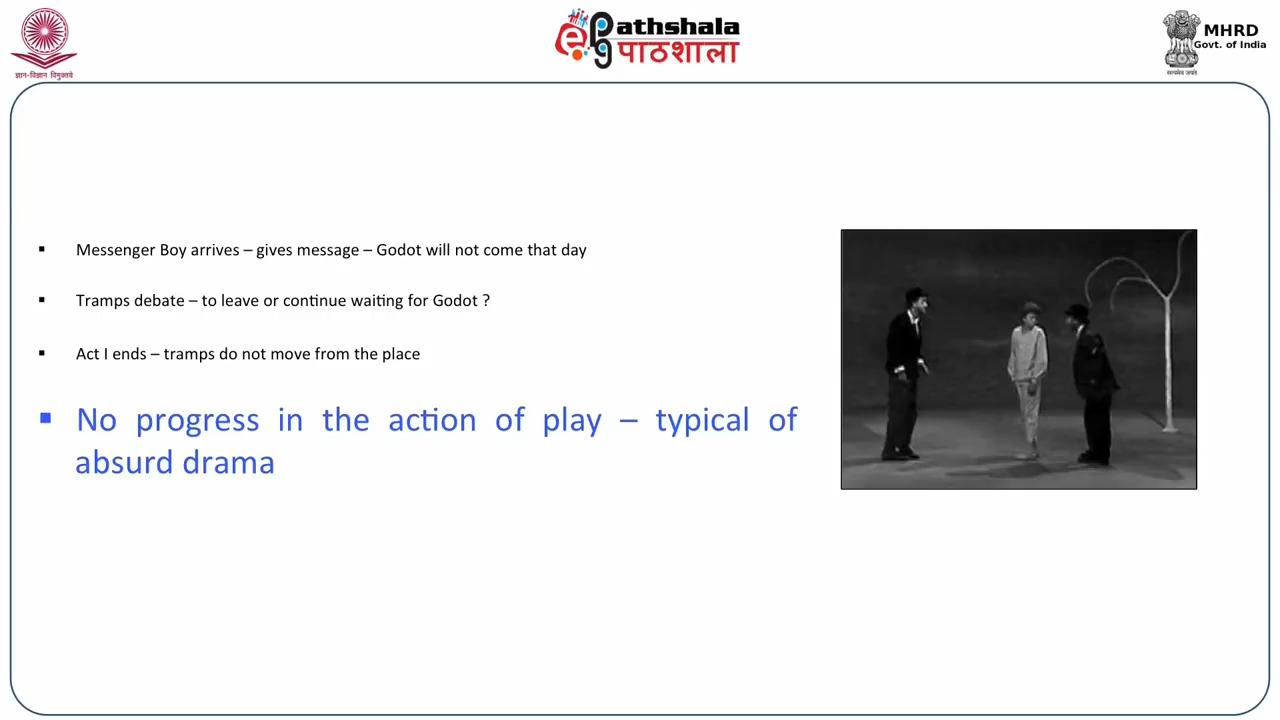 ज्ञान-विज्ञान विमुक्तये
ePG Pathshala
पाठशाला
MHRD
Govt. of India
सत्यमेव जयते
▪ Messenger Boy arrives – gives message – Godot will not come that day
▪ Tramps debate – to leave or continue waiting for Godot ?
▪ Act I ends – tramps do not move from the place
▪ No progress in the action of play – typical of
absurd drama